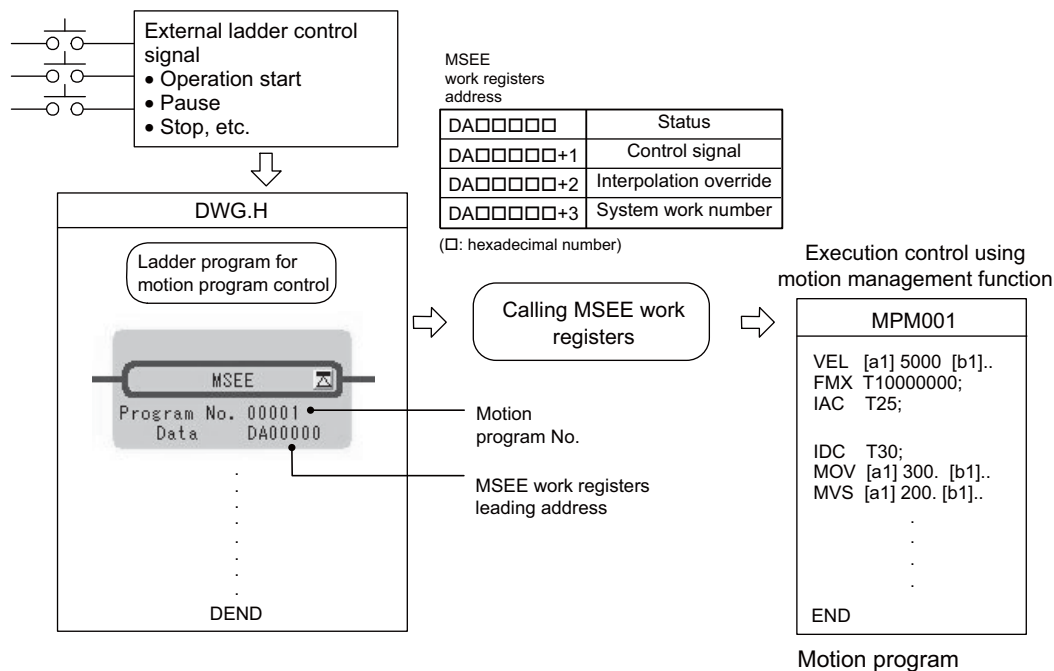 External ladder control
signal
• Operation start
• Pause
• Stop, etc.
MSEE
work registers
address
DA□□□□□ Status
DA□□□□□+1 Control signal
DA□□□□□+2 Interpolation override
DA□□□□□+3 System work number
(□: hexadecimal number)
DWG.H
Ladder program for
motion program control
MSEE
Program No. 00001
Data DA00000
.
.
.
.
.
.
.
DEND
Motion
program No.
MSEE work registers
leading address
Calling MSEE work
registers
Execution control using
motion management function
MPM001
VEL [a1] 5000 [b1]..
FMX T10000000;
IAC T25;
IDC T30;
MOV [a1] 300. [b1]..
MVS [a1] 200. [b1]..
.
.
.
.
END
Motion program